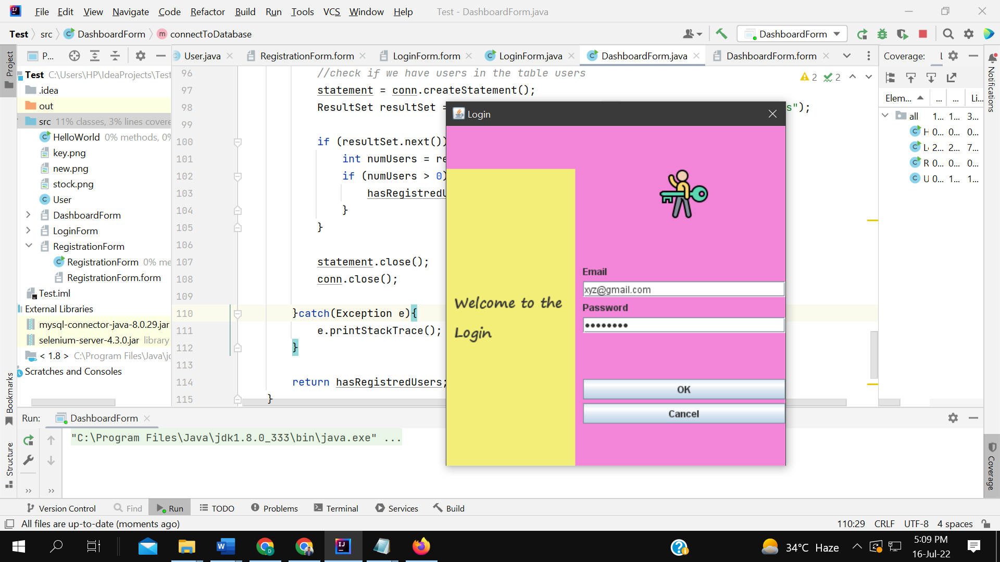 File Edit View Navigate Code Refactor Build Run Tools VCS Window Help Test - DashboardForm.java
Test src DashboardForm m connectToDatabase DashboardForm
Project P... User.java RegistrationForm.form LoginForm.form LoginForm.java DashboardForm.java DashboardForm.form Coverage: Notifications
Test C:\Users\HP\IdeaProjects\Test
.idea
out
src 11% classes, 3% lines covere
HelloWorld 0% methods, 0%
key.png
new.png
stock.png
User
DashboardForm
LoginForm
RegistrationForm
RegistrationForm 0% me
RegistrationForm.form
Test.iml
External Libraries
mysql-connector-java-8.0.29.jar
selenium-server-4.3.0.jar library
< 1.8 > C:\Program Files\Java\jd
Scratches and Consoles
96 //check if we have users in the table users
97 statement = conn.createStatement();
98 ResultSet resultSet = s");
99
100 if (resultSet.next())
101 int numUsers = re
102 if (numUsers > 0)
103 hasRegistredU
104 }
105 }
106
107 statement.close();
108 conn.close();
109
110 }catch(Exception e){
111 e.printStackTrace();
112 }
113
114 return hasRegistredUsers;
115 }
2 2
Elem... ... ... Li...
all 1... 1... 3...
H 0... 0... 0...
L 2... 2... 7...
R 0... 0... 0...
U 0... 1... 1...
Login
Welcome to the
Login
Email
xyz@gmail.com
Password
OK
Cancel
Bookmarks
Structure
Coverage
Run: DashboardForm
"C:\Program Files\Java\jdk1.8.0_333\bin\java.exe" ...
Version Control Find Run TODO Problems Terminal Services Build
All files are up-to-date (moments ago) 110:29 CRLF UTF-8 4 spaces
34°C Haze 5:09 PM
16-Jul-22